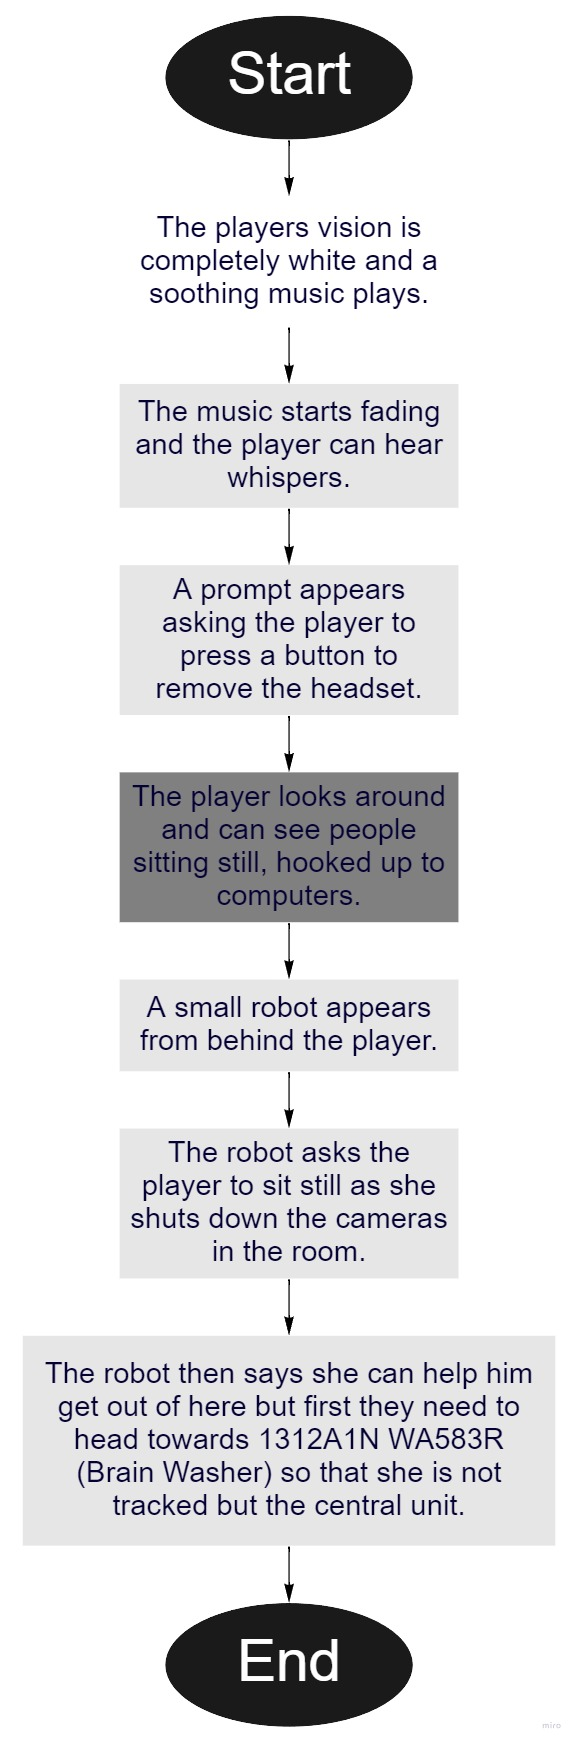 Start
The players vision is
completely white and a
soothing music plays.
The music starts fading
and the player can hear
whispers.
A prompt appears
asking the player to
press a button to
remove the headset.
The player looks around
and can see people
sitting still, hooked up to
computers.
A small robot appears
from behind the player.
The robot asks the
player to sit still as she
shuts down the cameras
in the room.
The robot then says she can help him
get out of here but first they need to
head towards 1312A1N WA583R
(Brain Washer) so that she is not
tracked but the central unit.
End
miro